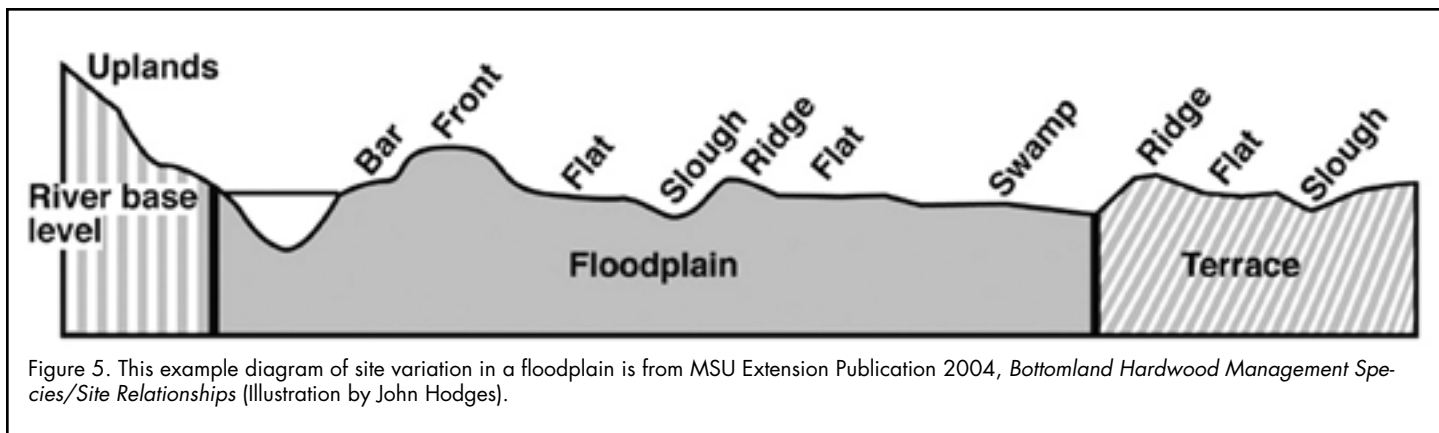 Uplands
River base
level
Bar
Front
Flat
Slough
Ridge
Flat
Swamp
Ridge
Flat
Slough
Floodplain
Terrace
Figure 5. This example diagram of site variation in a floodplain is from MSU Extension Publication 2004, Bottomland Hardwood Management Spe-
cies/Site Relationships (Illustration by John Hodges).